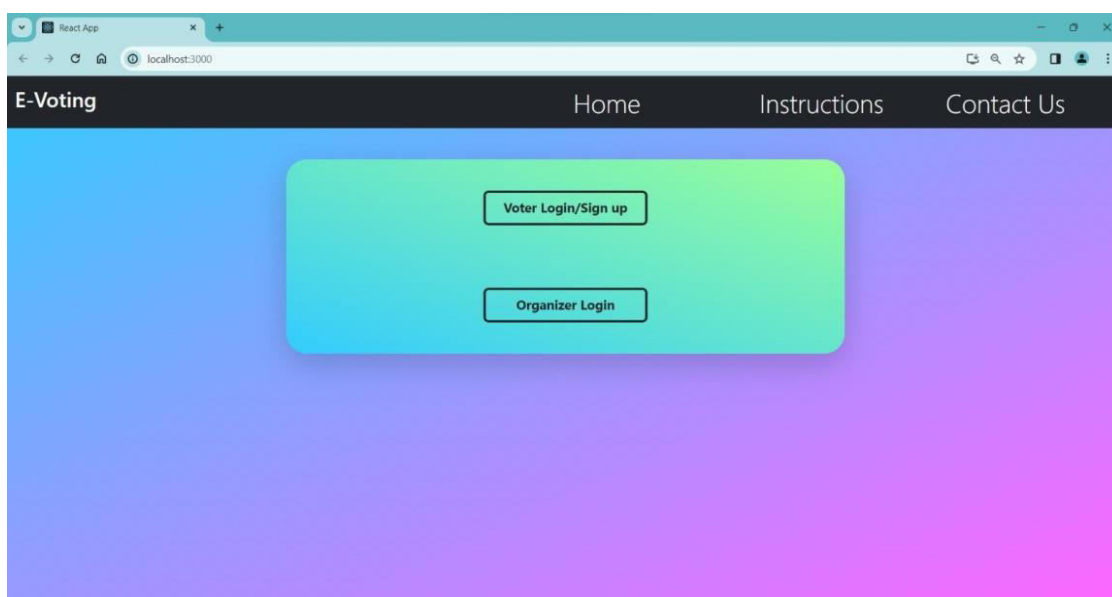 React App
localhost:3000
E-Voting Home Instructions Contact Us
Voter Login/Sign up
Organizer Login